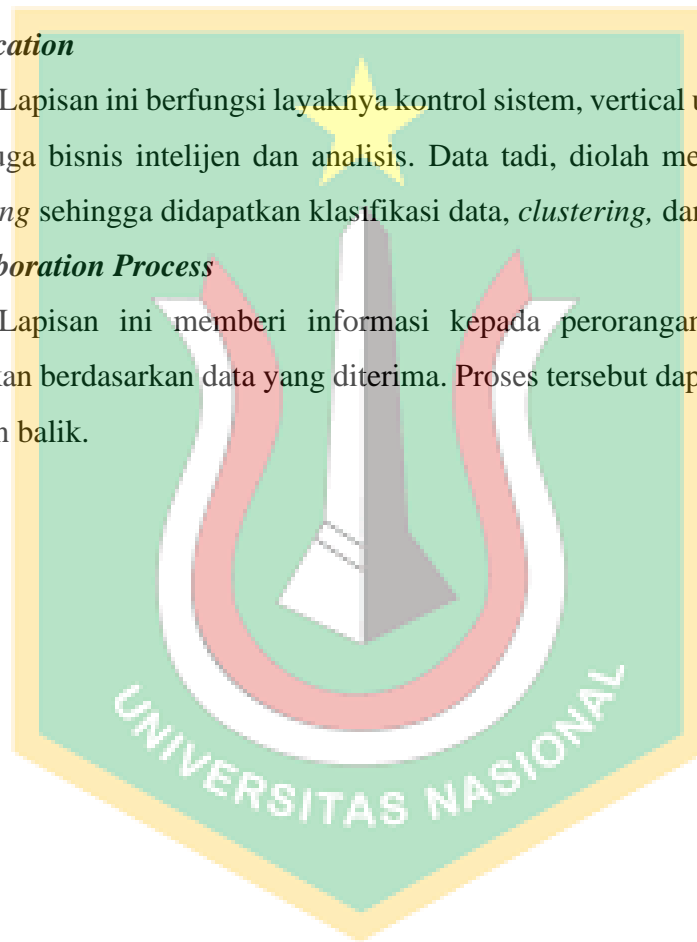 cation
Lapisan ini berfungsi layaknya kontrol sistem, vertical u
uga bisnis intelijen dan analisis. Data tadi, diolah me
ng sehingga didapatkan klasifikasi data, clustering, dan
boration Process
Lapisan ini memberi informasi kepada perorangan
kan berdasarkan data yang diterima. Proses tersebut dap
n balik.
UNIVERSITAS NASIONAL